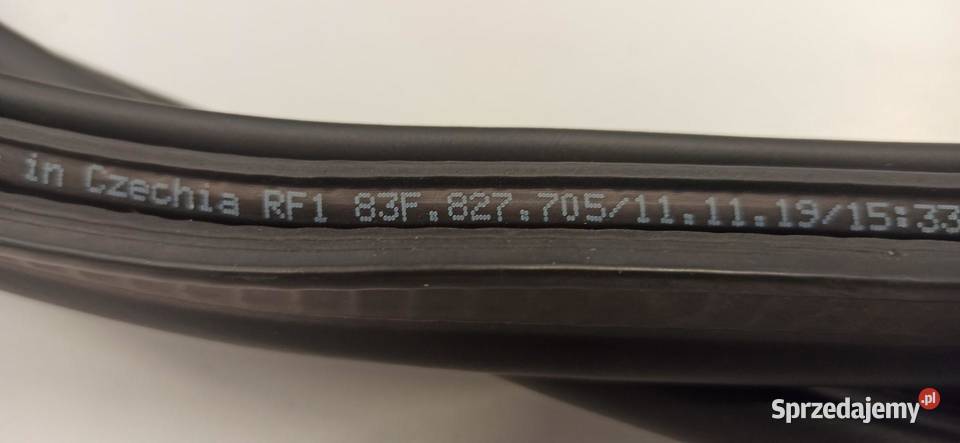 in Czechia RF1 83F.827.705/11.11.19/15:33
Sprzedajemy.pl